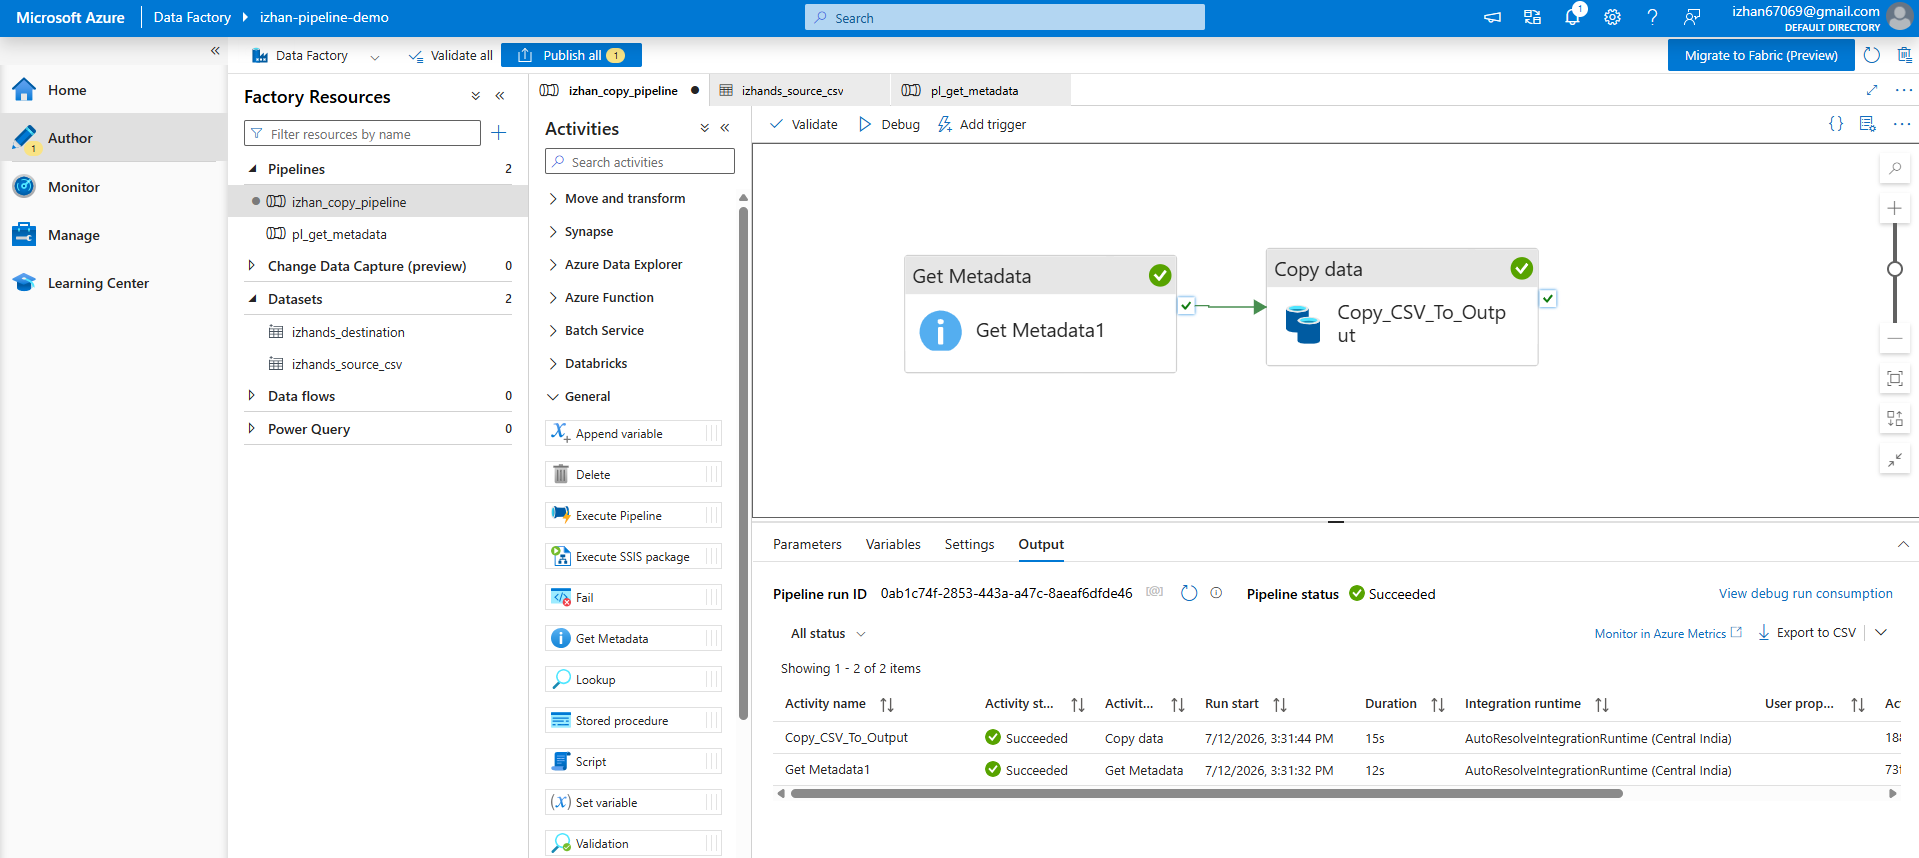 Microsoft Azure
Data Factory
izhan-pipeline-demo
Search
1
izhan67069@gmail.com
DEFAULT DIRECTORY
Data Factory
Validate all
Publish all 1
Migrate to Fabric (Preview)
Home
Author
1
Monitor
Manage
Learning Center
Factory Resources
Filter resources by name
Pipelines 2
izhan_copy_pipeline
pl_get_metadata
Change Data Capture (preview) 0
Datasets 2
izhands_destination
izhands_source_csv
Data flows 0
Power Query 0
izhan_copy_pipeline
izhands_source_csv
pl_get_metadata
Activities
Search activities
Move and transform
Synapse
Azure Data Explorer
Azure Function
Batch Service
Databricks
General
Append variable
Delete
Execute Pipeline
Execute SSIS package
Fail
Get Metadata
Lookup
Stored procedure
Script
Set variable
Validation
Validate
Debug
Add trigger
Get Metadata
Get Metadata1
Copy data
Copy_CSV_To_Outp
ut
Parameters Variables Settings Output
Pipeline run ID 0ab1c74f-2853-443a-a47c-8aeaf6dfde46
Pipeline status Succeeded
View debug run consumption
All status
Monitor in Azure Metrics
Export to CSV
Showing 1 - 2 of 2 items
Activity name Activity st... Activit... Run start Duration Integration runtime User prop...
Copy_CSV_To_Output Succeeded Copy data 7/12/2026, 3:31:44 PM 15s AutoResolveIntegrationRuntime (Central India)
Get Metadata1 Succeeded Get Metadata 7/12/2026, 3:31:32 PM 12s AutoResolveIntegrationRuntime (Central India)